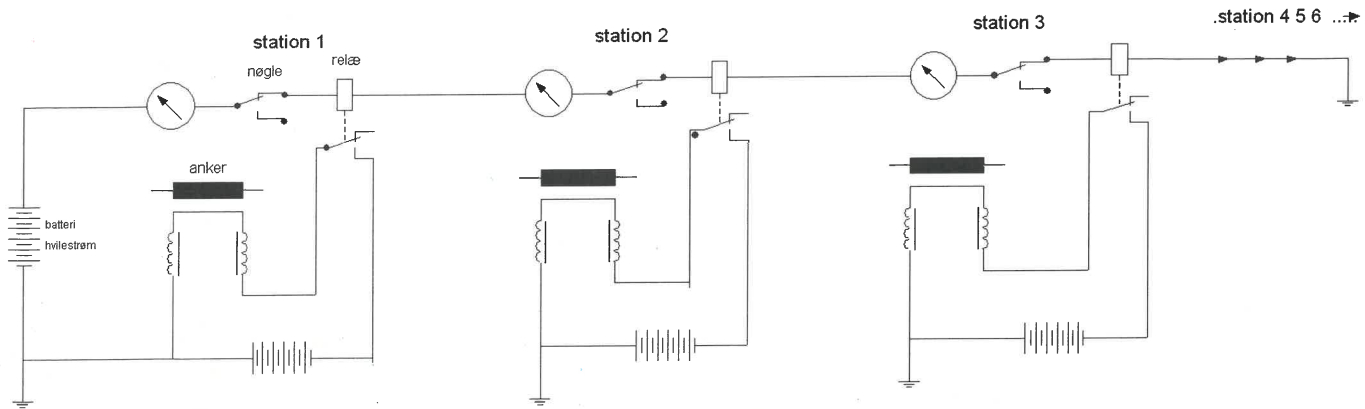 station 1
nøgle
relæ
anker
batteri
hvilestrøm
station 2
station 3
.station 4 5 6 .....